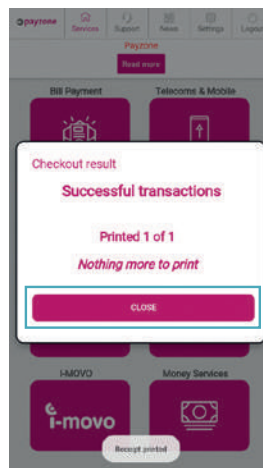 payzone
Services
Support
News
Settings
Logout
Payzone
Read more
Bill Payment
Telecoms & Mobile
Checkout result
Successful transactions
Printed 1 of 1
Nothing more to print
CLOSE
i-MOVO
Money Services
i-movo
Receipt printed